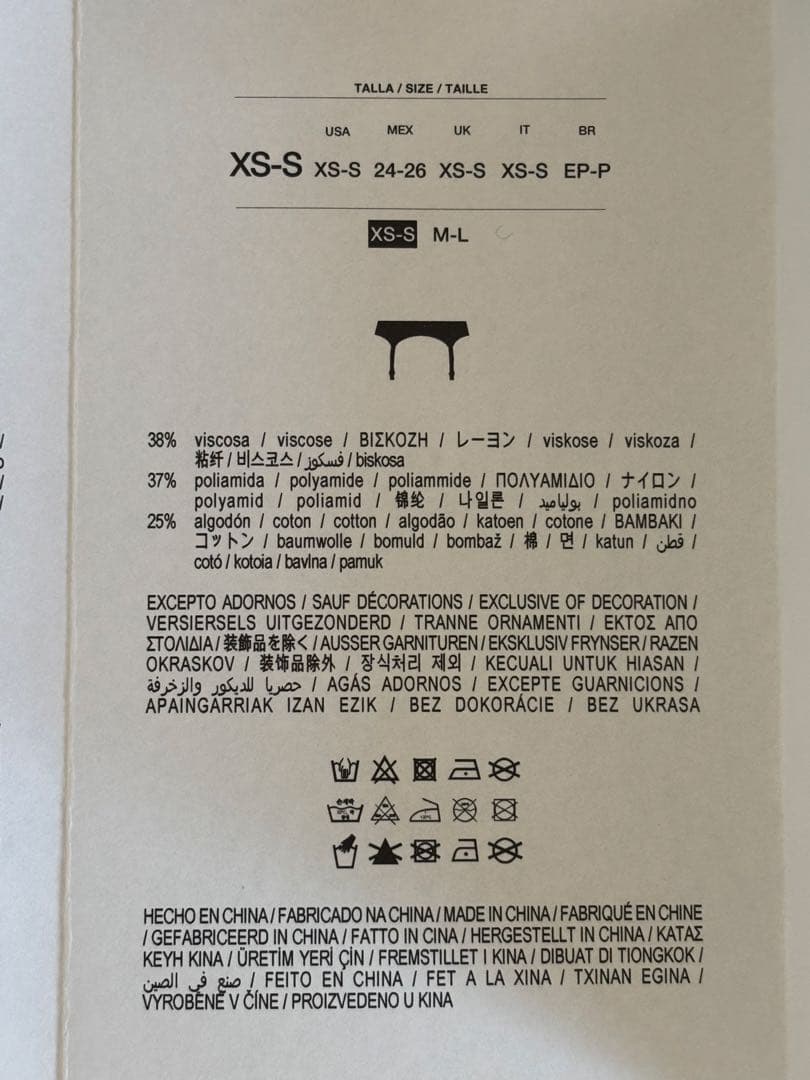 TALLA / SIZE / TAILLE
USA MEX UK IT BR
XS-S XS-S 24-26 XS-S XS-S EP-P
XS-S M-L
38% viscosa / viscose / ΒΙΣΚΟΖΗ / レーヨン / viskose / viskoza /
粘纤 / 비스코스 / فسكوز / biskosa
37% poliamida / polyamide / poliammide / ΠΟΛΥΑΜΙΔΙΟ / ナイロン /
polyamid / poliamid / 锦纶 / 나일론 / بولياميد / poliamidno
25% algodón / coton / cotton / algodão / katoen / cotone / BAMBAKI /
コットン / baumwolle / bomuld / bombaž / 棉 / 면 / katun / قطن /
cotó / kotoia / bavlna / pamuk
EXCEPTO ADORNOS / SAUF DÉCORATIONS / EXCLUSIVE OF DECORATION /
VERSIERSELS UITGEZONDERD / TRANNE ORNAMENTI / ΕΚΤΟΣ ΑΠΟ
ΣΤΟΛΙΔΙΑ / 装飾品を除く / AUSSER GARNITUREN / EKSKLUSIV FRYNSER / RAZEN
OKRASKOV / 装饰品除外 / 장식처리 제외 / KECUALI UNTUK HIASAN /
حصريا للديكور والزخرفة / AGÁS ADORNOS / EXCEPTE GUARNICIONS /
APAINGARRIAK IZAN EZIK / BEZ DOKORÁCIE / BEZ UKRASA
HECHO EN CHINA / FABRICADO NA CHINA / MADE IN CHINA / FABRIQUÉ EN CHINE
/ GEFABRICEERD IN CHINA / FATTO IN CINA / HERGESTELLT IN CHINA / ΚΑΤΑΣ
ΚΕΥΗ ΚΙΝΑ / ÜRETİM YERİ ÇİN / FREMSTILLET I KINA / DIBUAT DI TIONGKOK /
صنع في الصين / FEITO EN CHINA / FET A LA XINA / TXINAN EGINA /
VYROBENÉ V ČÍNE / PROIZVEDENO U KINA